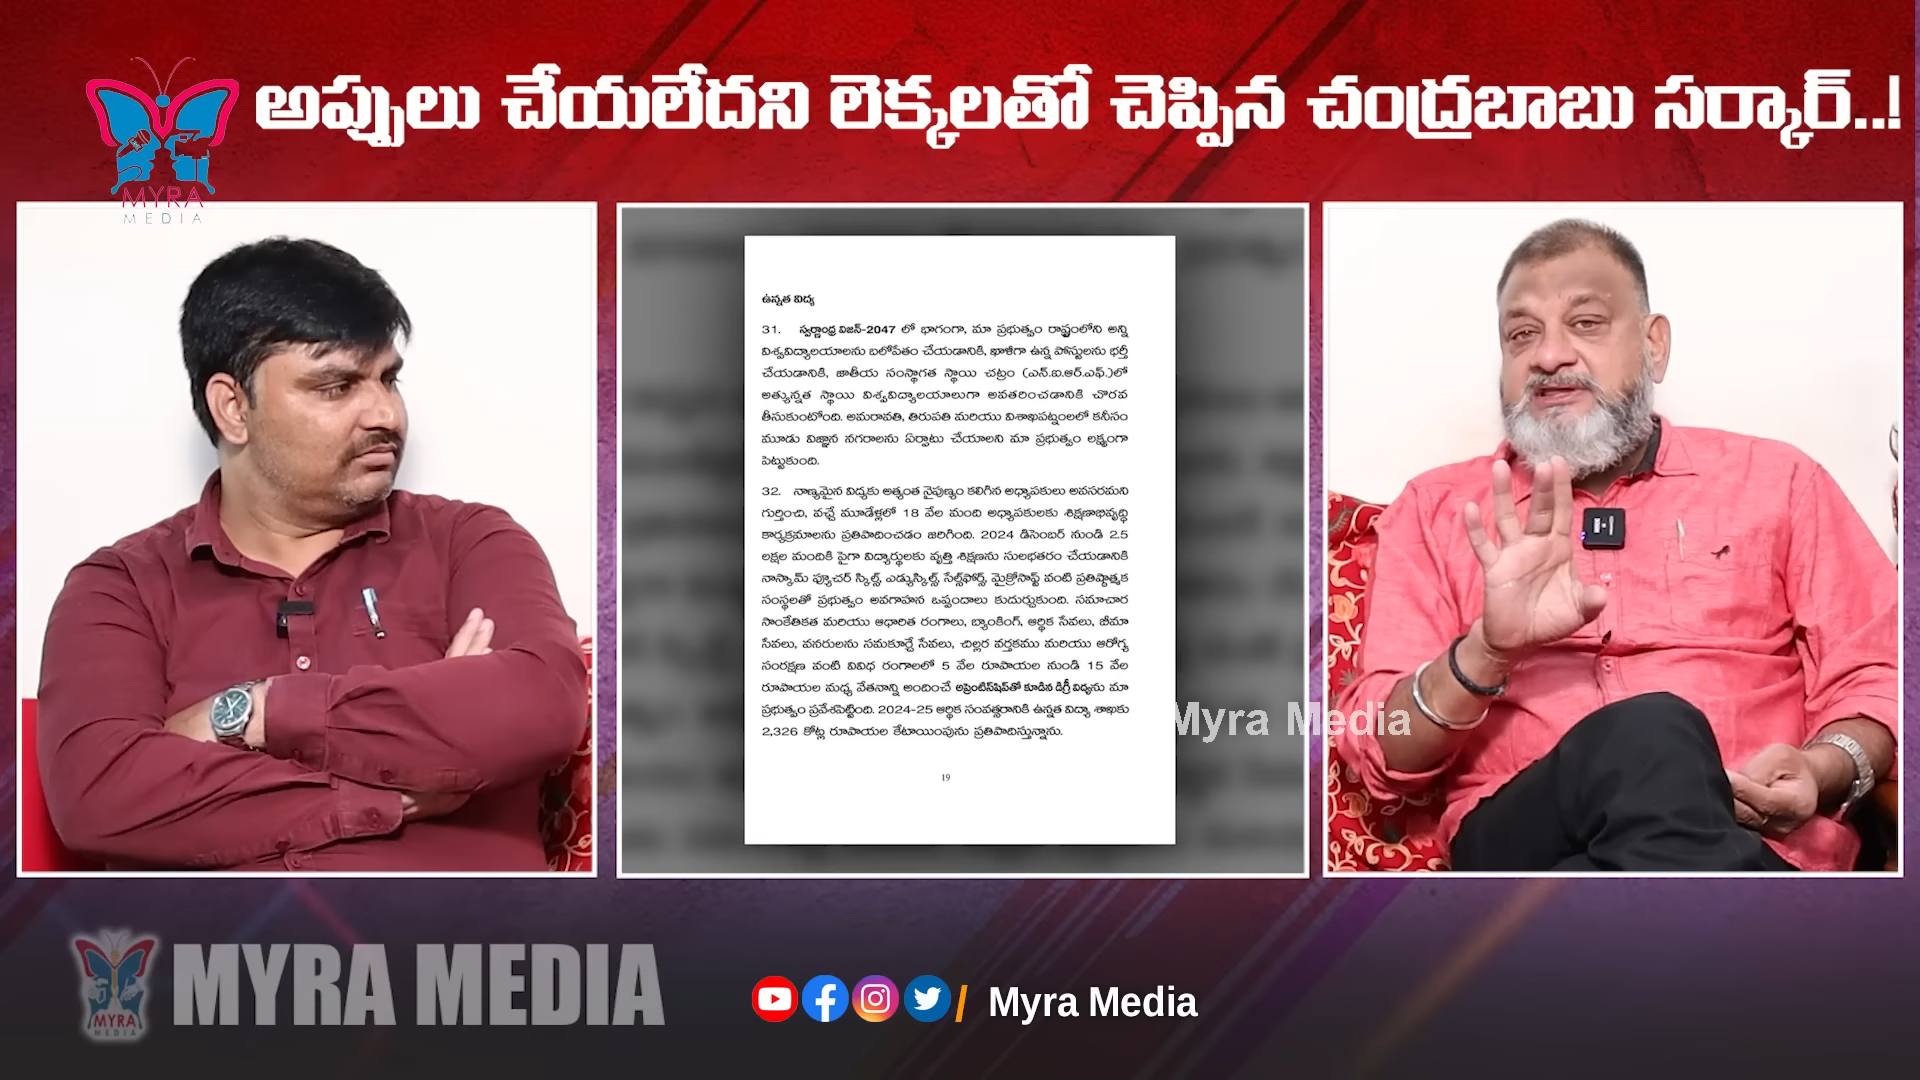 అప్పులు చేయలేదని లెక్కలతో చెప్పిన చంద్రబాబు సర్కార్..!
MYRA
MEDIA
ఉన్నత విద్య
31. స్వర్ణాంధ్ర విజన్-2047 లో భాగంగా, మా ప్రభుత్వం రాష్ట్రంలోని అన్ని
విశ్వవిద్యాలయాలను బలోపేతం చేయడానికి, ఖాళీగా ఉన్న పోస్టులను భర్తీ
చేయడానికి, జాతీయ సంస్థాగత స్థాయి చట్రం (ఎన్.ఐ.ఆర్.ఎఫ్.)లో
అత్యున్నత స్థాయి విశ్వవిద్యాలయాలుగా అవతరించడానికి చొరవ
తీసుకుంటోంది. అమరావతి, తిరుపతి మరియు విశాఖపట్నంలలో కనీసం
మూడు విజ్ఞాన నగరాలను ఏర్పాటు చేయాలని మా ప్రభుత్వం లక్ష్యంగా
పెట్టుకుంది.
32. నాణ్యమైన విద్యకు అత్యంత నైపుణ్యం కలిగిన అధ్యాపకులు అవసరమని
గుర్తించి, వచ్చే మూడేళ్లలో 18 వేల మంది అధ్యాపకులకు శిక్షణాభివృద్ధి
కార్యక్రమాలను ప్రతిపాదించడం జరిగింది. 2024 డిసెంబర్ నుండి 2.5
లక్షల మందికి పైగా విద్యార్థులకు వృత్తి శిక్షణను సులభతరం చేయడానికి
నాస్కామ్ ఫ్యూచర్ స్కిల్స్, ఎడ్యుస్కిల్స్, సేల్స్‌ఫోర్స్, మైక్రోసాఫ్ట్ వంటి ప్రతిష్ఠాత్మక
సంస్థలతో ప్రభుత్వం అవగాహన ఒప్పందాలు కుదుర్చుకుంది. సమాచార
సాంకేతికత మరియు ఆధారిత రంగాలు, బ్యాంకింగ్, ఆర్థిక సేవలు, బీమా
సేవలు, వనరులను సమకూర్చే సేవలు, చిల్లర వర్తకము మరియు ఆరోగ్య
సంరక్షణ వంటి వివిధ రంగాలలో 5 వేల రూపాయల నుండి 15 వేల
రూపాయల మధ్య వేతనాన్ని అందించే అప్రెంటిస్‌షిప్‌తో కూడిన డిగ్రీ విద్యను మా
ప్రభుత్వం ప్రవేశపెట్టింది. 2024-25 ఆర్థిక సంవత్సరానికి ఉన్నత విద్యా శాఖకు
2,326 కోట్ల రూపాయల కేటాయింపును ప్రతిపాదిస్తున్నాను.
19
Myra Media
MYRA
MEDIA
MYRA MEDIA
/ Myra Media